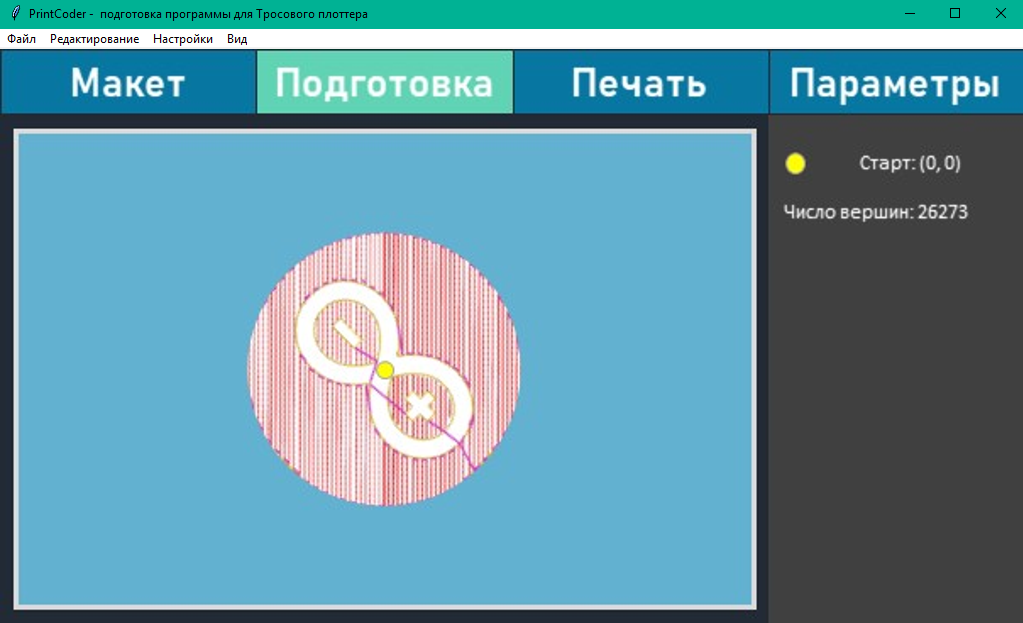 PrintCoder - подготовка программы для Тросового плоттера
Файл Редактирование Настройки Вид
Макет Подготовка Печать Параметры
Старт: (0, 0)
Число вершин: 26273